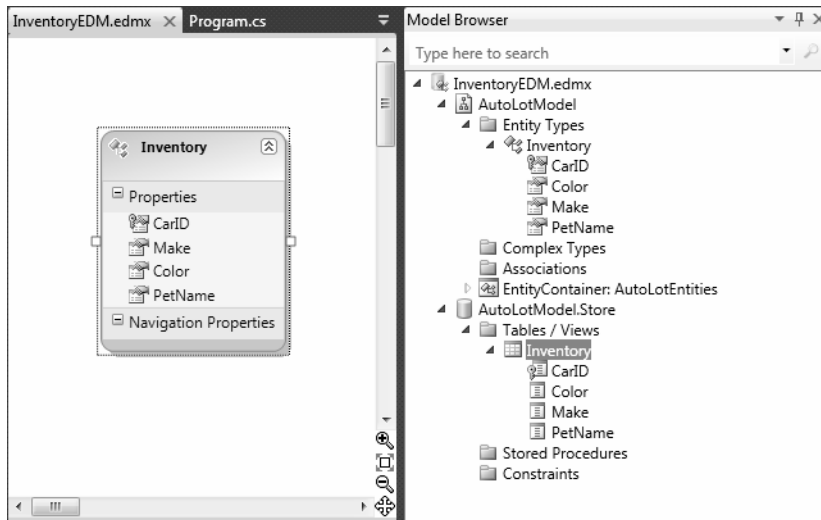 InventoryEDM.edmx
Program.cs
Inventory
Properties
CarID
Make
Color
PetName
Navigation Properties
Model Browser
Type here to search
InventoryEDM.edmx
AutoLotModel
Entity Types
Inventory
CarID
Color
Make
PetName
Complex Types
Associations
EntityContainer: AutoLotEntities
AutoLotModel.Store
Tables / Views
Inventory
CarID
Color
Make
PetName
Stored Procedures
Constraints